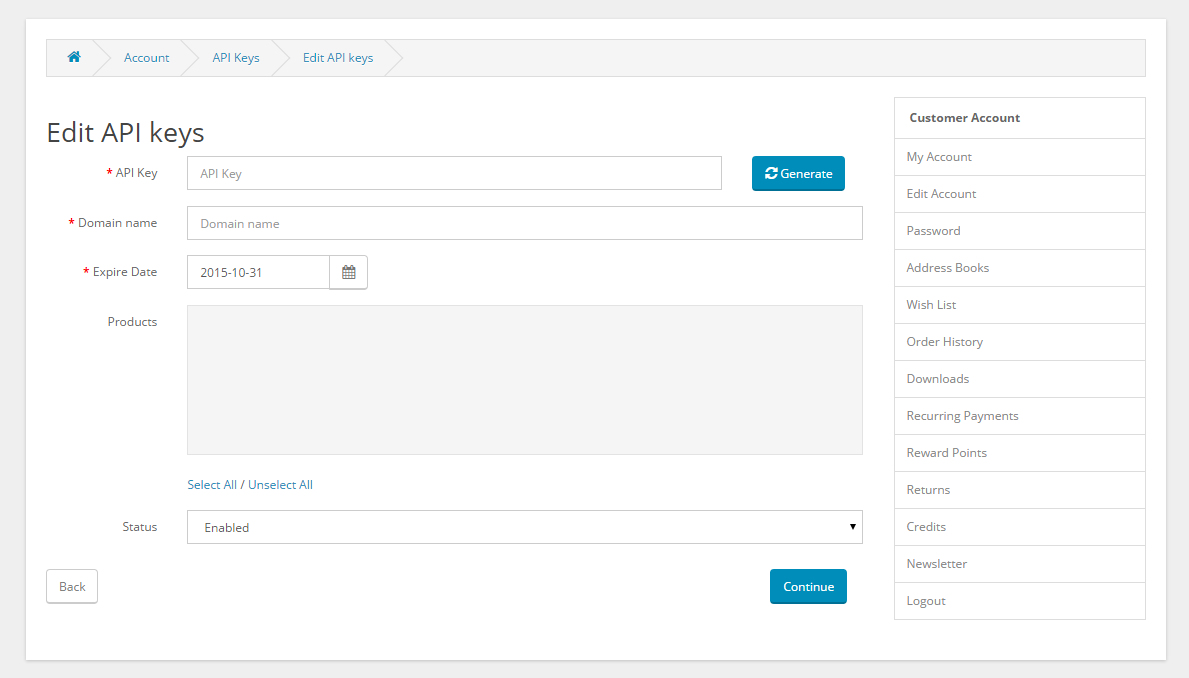 Account
API Keys
Edit API keys
Edit API keys
* API Key
API Key
Generate
* Domain name
Domain name
* Expire Date
2015-10-31
Products
Select All / Unselect All
Status
Enabled
Back
Continue
Customer Account
My Account
Edit Account
Password
Address Books
Wish List
Order History
Downloads
Recurring Payments
Reward Points
Returns
Credits
Newsletter
Logout